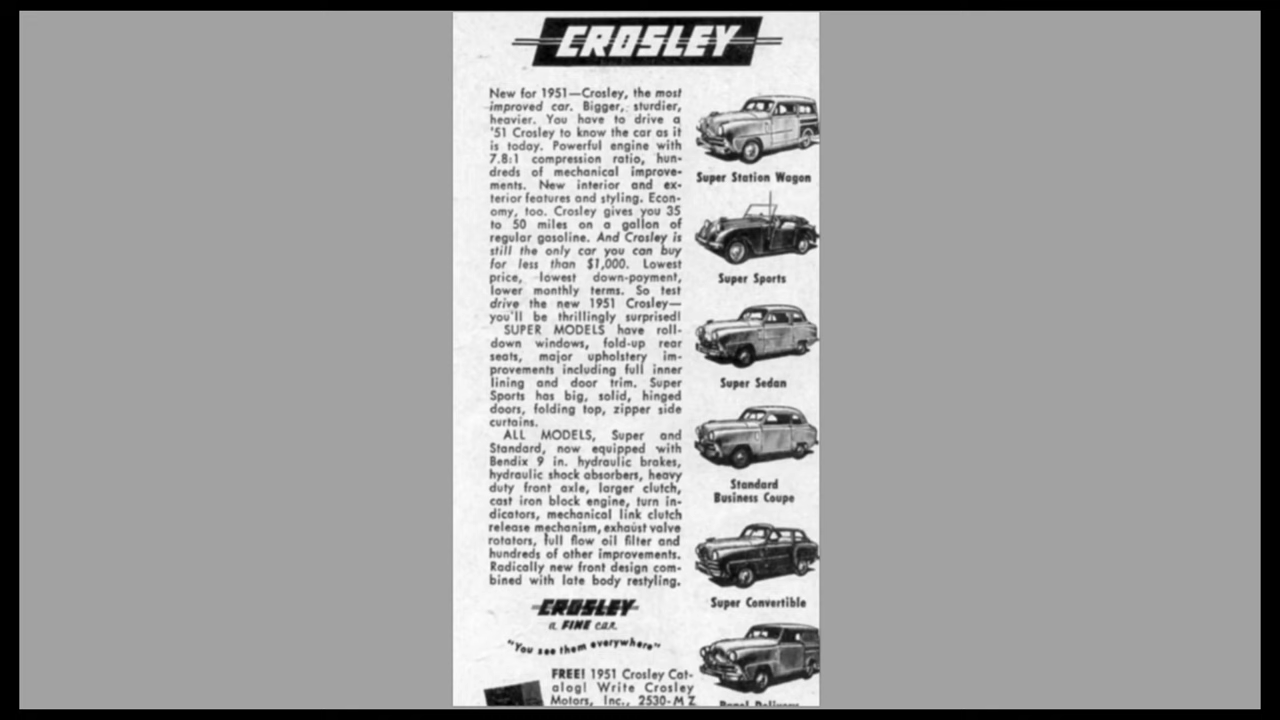 CROSLEY
New for 1951—Crosley, the most
improved car. Bigger, sturdier,
heavier. You have to drive a
'51 Crosley to know the car as it
is today. Powerful engine with
7.8:1 compression ratio, hun-
dreds of mechanical improve-
ments. New interior and ex-
terior features and styling. Econ-
omy, too. Crosley gives you 35
to 50 miles on a gallon of
regular gasoline. And Crosley is
still the only car you can buy
for less than $1,000. Lowest
price, lowest down-payment,
lower monthly terms. So test
drive the new 1951 Crosley—
you'll be thrillingly surprised!
SUPER MODELS have roll-
down windows, fold-up rear
seats, major upholstery im-
provements including full inner
lining and door trim. Super
Sports has big, solid, hinged
doors, folding top, zipper side
curtains.
ALL MODELS, Super and
Standard, now equipped with
Bendix 9 in. hydraulic brakes,
hydraulic shock absorbers, heavy
duty front axle, larger clutch,
cast iron block engine, turn in-
dicators, mechanical link clutch
release mechanism, exhaust valve
rotators, full flow oil filter and
hundreds of other improvements.
Radically new front design com-
bined with late body restyling.
CROSLEY
a FINE car
"You see them everywhere"
FREE! 1951 Crosley Cat-
alog! Write Crosley
Motors, Inc., 2530-MZ
Super Station Wagon
Super Sports
Super Sedan
Standard
Business Coupe
Super Convertible
Panel Delivery